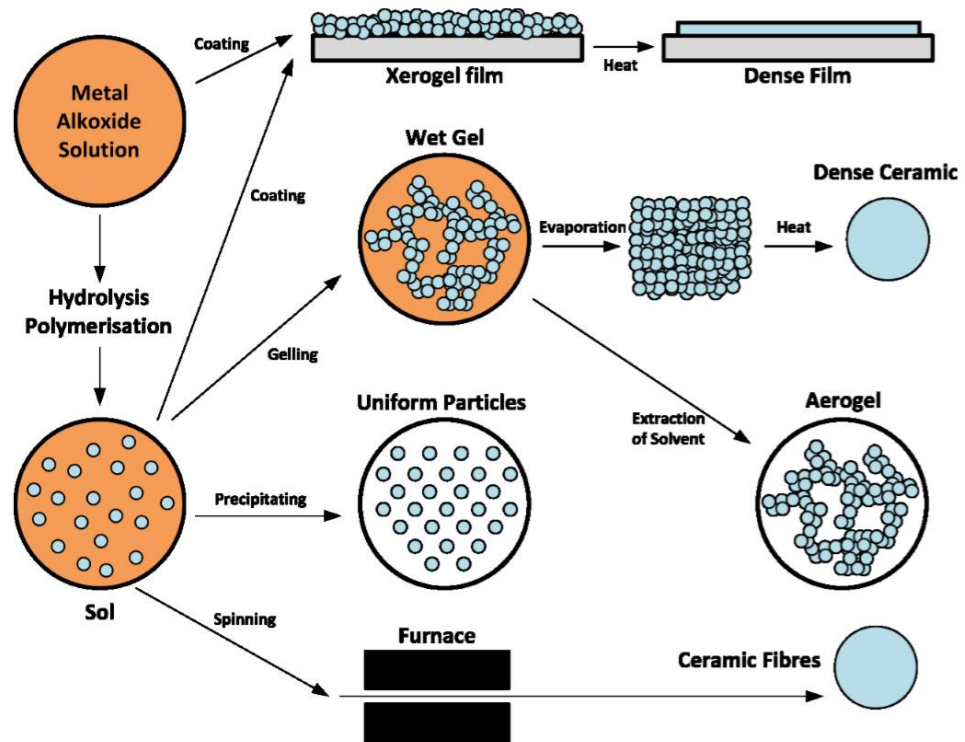 Coating
Xerogel film
Heat
Dense Film
Metal
Alkoxide
Solution
Wet Gel
Coating
Dense Ceramic
Evaporation
Heat
Hydrolysis
Polymerisation
Gelling
Uniform Particles
Extraction
of Solvent
Aerogel
Precipitating
Sol
Spinning
Furnace
Ceramic Fibres